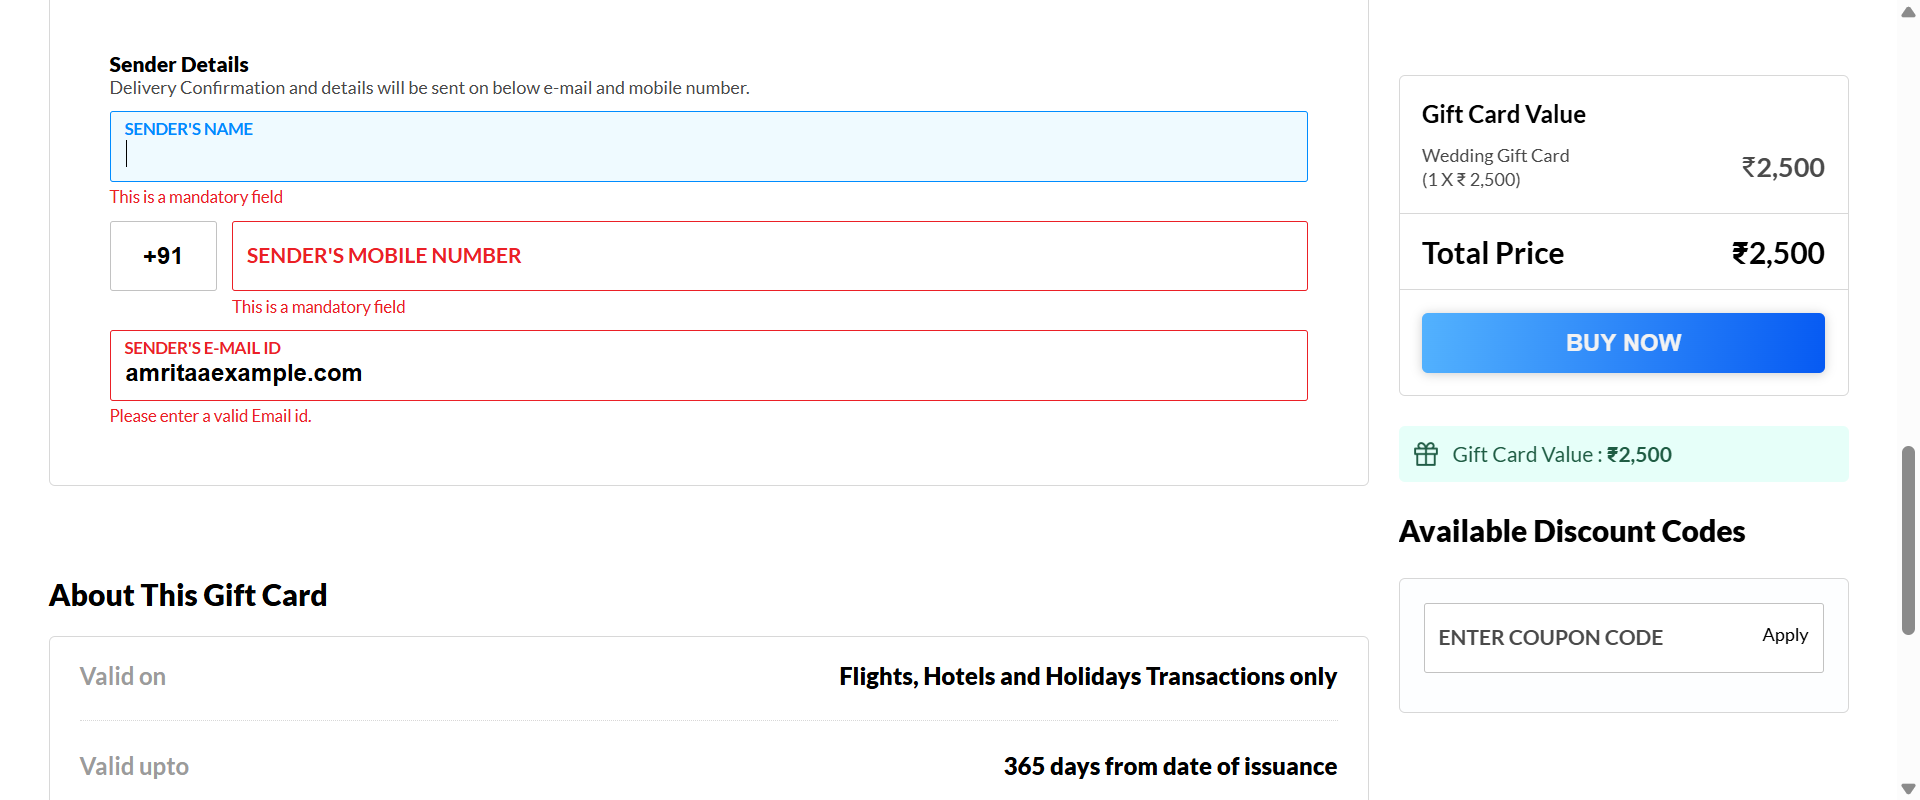 Sender Details
Delivery Confirmation and details will be sent on below e-mail and mobile number.
SENDER'S NAME
This is a mandatory field
+91
SENDER'S MOBILE NUMBER
This is a mandatory field
SENDER'S E-MAIL ID
amritaaexample.com
Please enter a valid Email id.
About This Gift Card
Valid on
Flights, Hotels and Holidays Transactions only
Valid upto
365 days from date of issuance
Gift Card Value
Wedding Gift Card
(1 X ₹ 2,500)
₹2,500
Total Price
₹2,500
BUY NOW
Gift Card Value : ₹2,500
Available Discount Codes
ENTER COUPON CODE
Apply